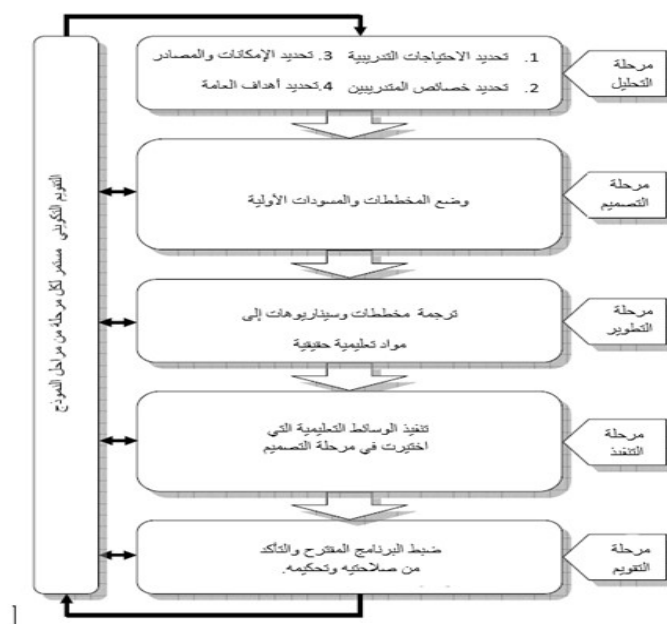 مرحلة
التحليل
1. تحديد الاحتياجات التدريبية 3. تحديد الإمكانات والمصادر
2. تحديد خصائص المتدربين 4.تحديد أهداف العامة
مرحلة
التصميم
وضع المخططات والمسودات الأولية
مرحلة
التطوير
ترجمة مخططات وسيناريوهات إلى
مواد تعليمية حقيقية
مرحلة
التنفيذ
تنفيذ الوسائط التعليمية التي
اختيرت في مرحلة التصميم
مرحلة
التقويم
ضبط البرنامج المقترح والتأكد
من صلاحتيه وتحكيمه.
التقويم التكويني مستمر لكل مرحلة من مراحل النموذج